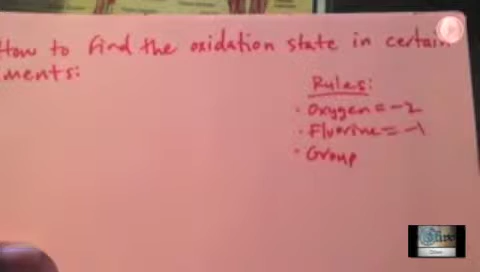 How to find the oxidation state in certain
ments:
Rules:
· Oxygen = -2
· Fluorine = -1
· Group